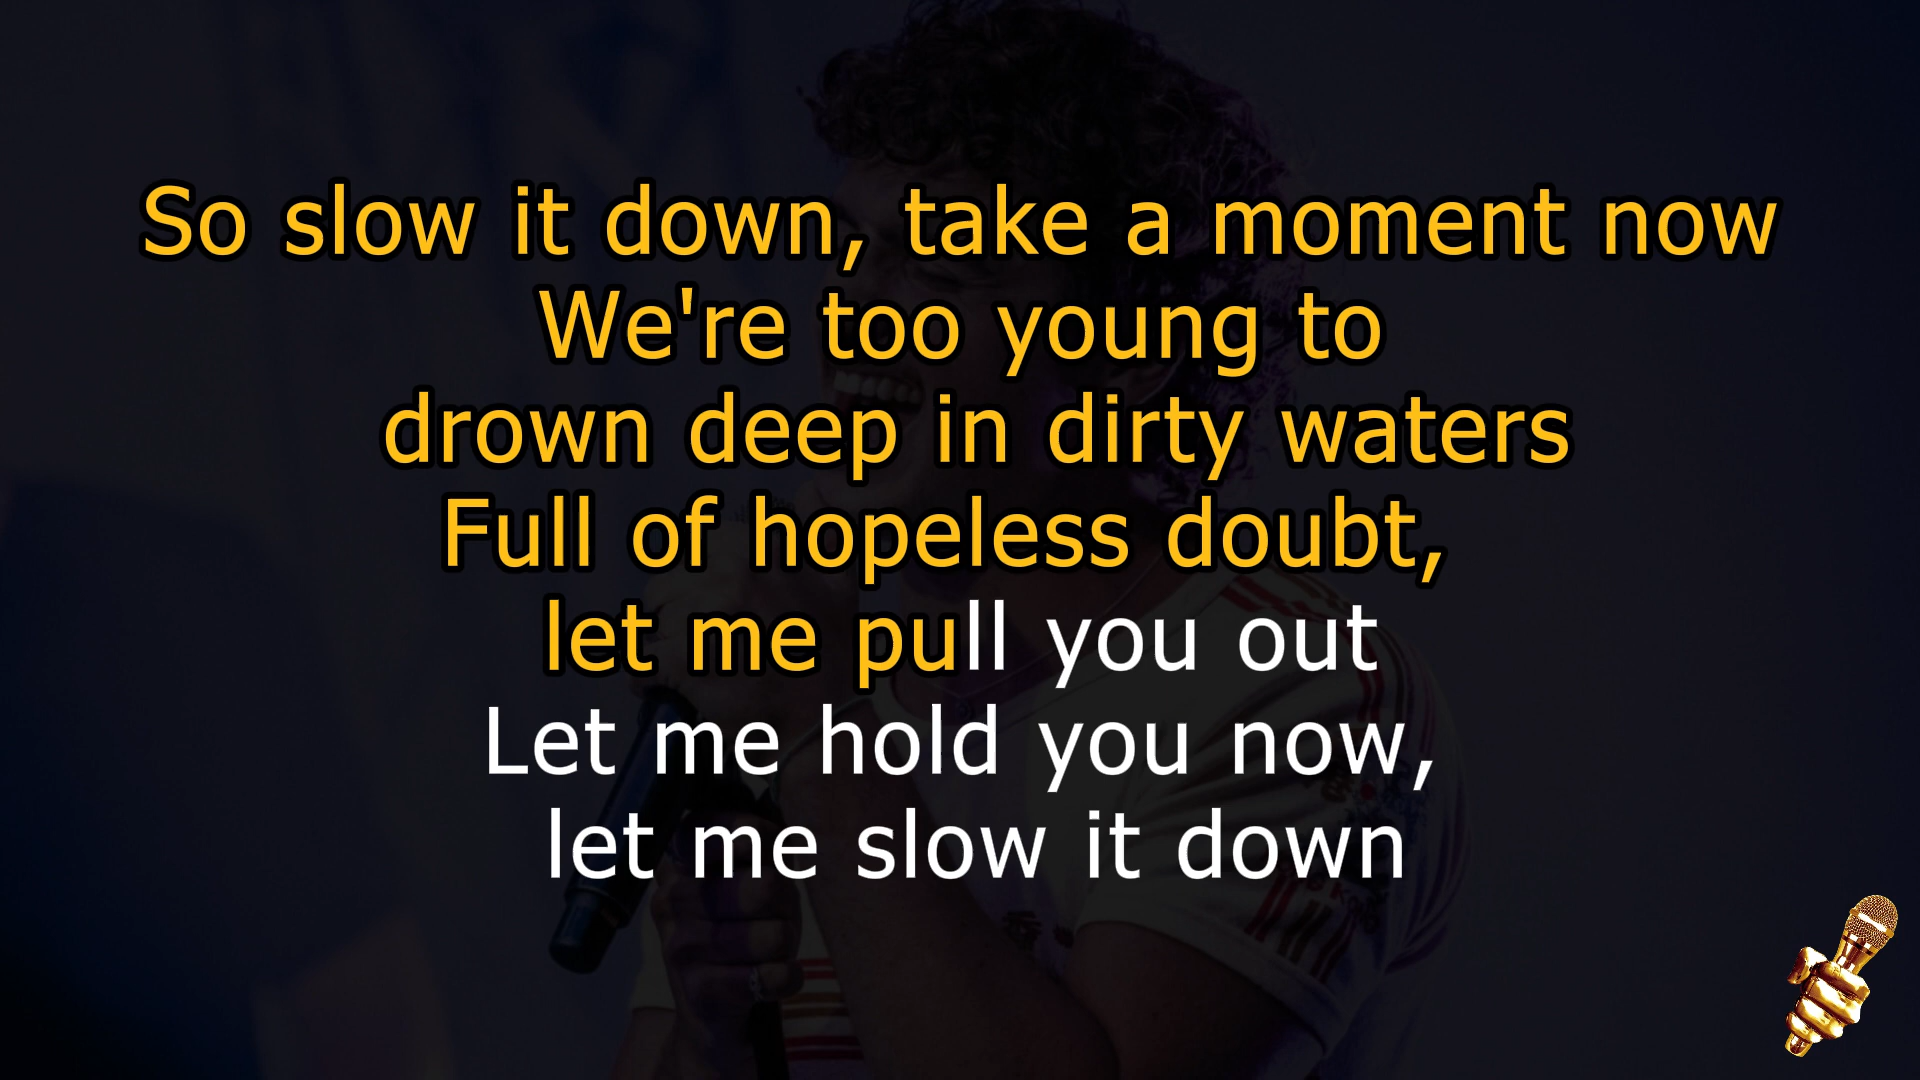 So slow it down, take a moment now
We're too young to
drown deep in dirty waters
Full of hopeless doubt,
let me pull you out
Let me hold you now,
let me slow it down